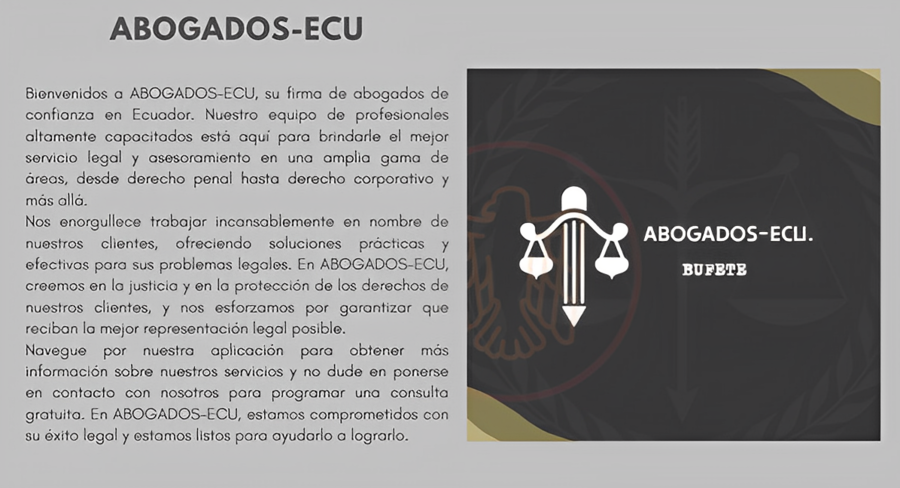 ABOGADOS-ECU
Bienvenidos a ABOGADOS-ECU, su firma de abogados de
confianza en Ecuador. Nuestro equipo de profesionales
altamente capacitados está aquí para brindarle el mejor
servicio legal y asesoramiento en una amplia gama de
áreas, desde derecho penal hasta derecho corporativo y
más allá.
Nos enorgullece trabajar incansablemente en nombre de
nuestros clientes, ofreciendo soluciones prácticas y
efectivas para sus problemas legales. En ABOGADOS-ECU,
creemos en la justicia y en la protección de los derechos de
nuestros clientes, y nos esforzamos por garantizar que
reciban la mejor representación legal posible.
Navegue por nuestra aplicación para obtener más
información sobre nuestros servicios y no dude en ponerse
en contacto con nosotros para programar una consulta
gratuita. En ABOGADOS-ECU, estamos comprometidos con
su éxito legal y estamos listos para ayudarlo a lograrlo.
ABOGADOS-ECU.
BUFETE